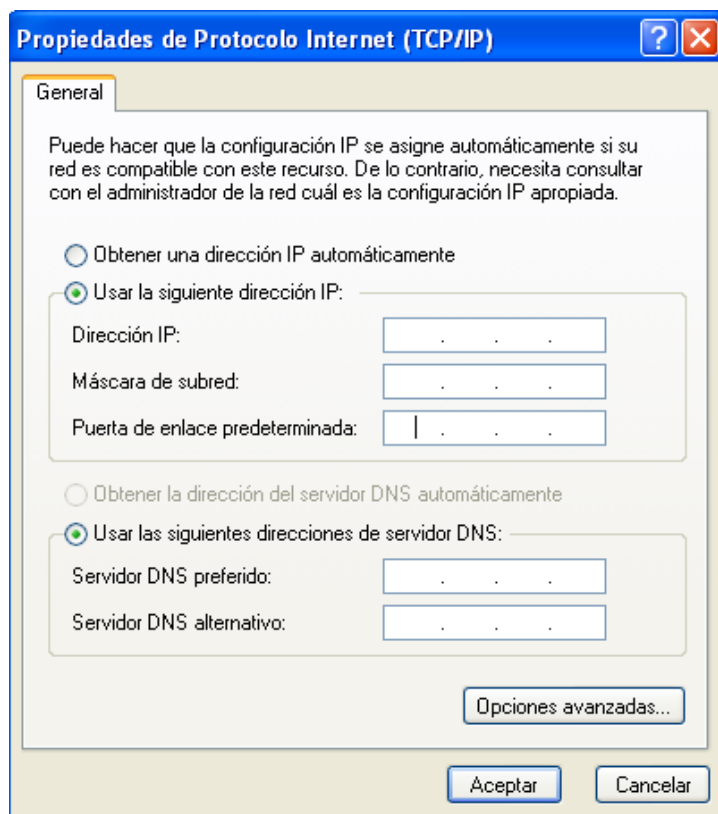 Propiedades de Protocolo Internet (TCP/IP)
General
Puede hacer que la configuración IP se asigne automáticamente si su
red es compatible con este recurso. De lo contrario, necesita consultar
con el administrador de la red cuál es la configuración IP apropiada.
Obtener una dirección IP automáticamente
Usar la siguiente dirección IP:
Dirección IP:
Máscara de subred:
Puerta de enlace predeterminada:
Obtener la dirección del servidor DNS automáticamente
Usar las siguientes direcciones de servidor DNS:
Servidor DNS preferido:
Servidor DNS alternativo:
Opciones avanzadas...
Aceptar
Cancelar